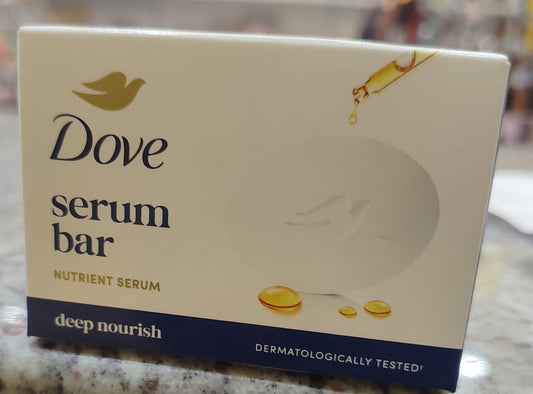 Dove
serum
bar
NUTRIENT SERUM
deep nourish
DERMATOLOGICALLY TESTED†